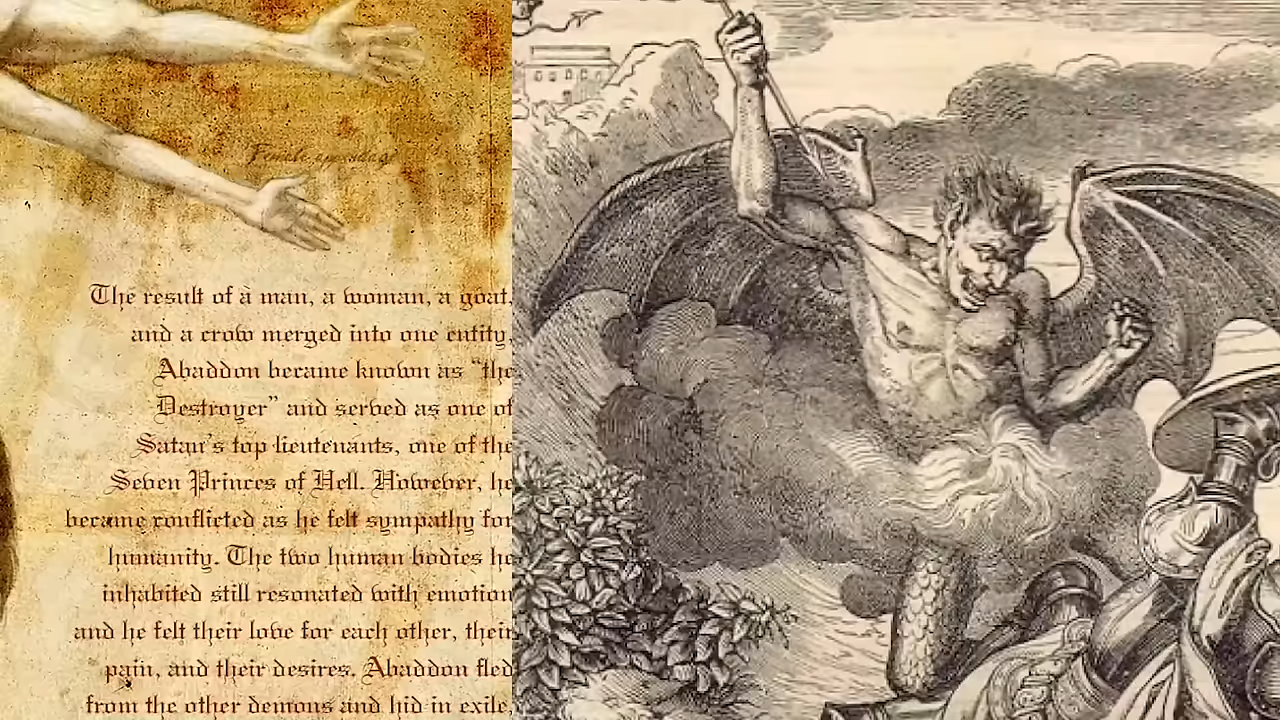 Female appendage
The result of a man, a woman, a goat,
and a crow merged into one entity,
Abaddon became known as "the
Destroyer" and served as one of
Satan's top lieutenants, one of the
Seven Princes of Hell. However, he
became conflicted as he felt sympathy for
humanity. The two human bodies he
inhabited still resonated with emotion
and he felt their love for each other, their
pain, and their desires. Abaddon fled
from the other demons and hid in exile,